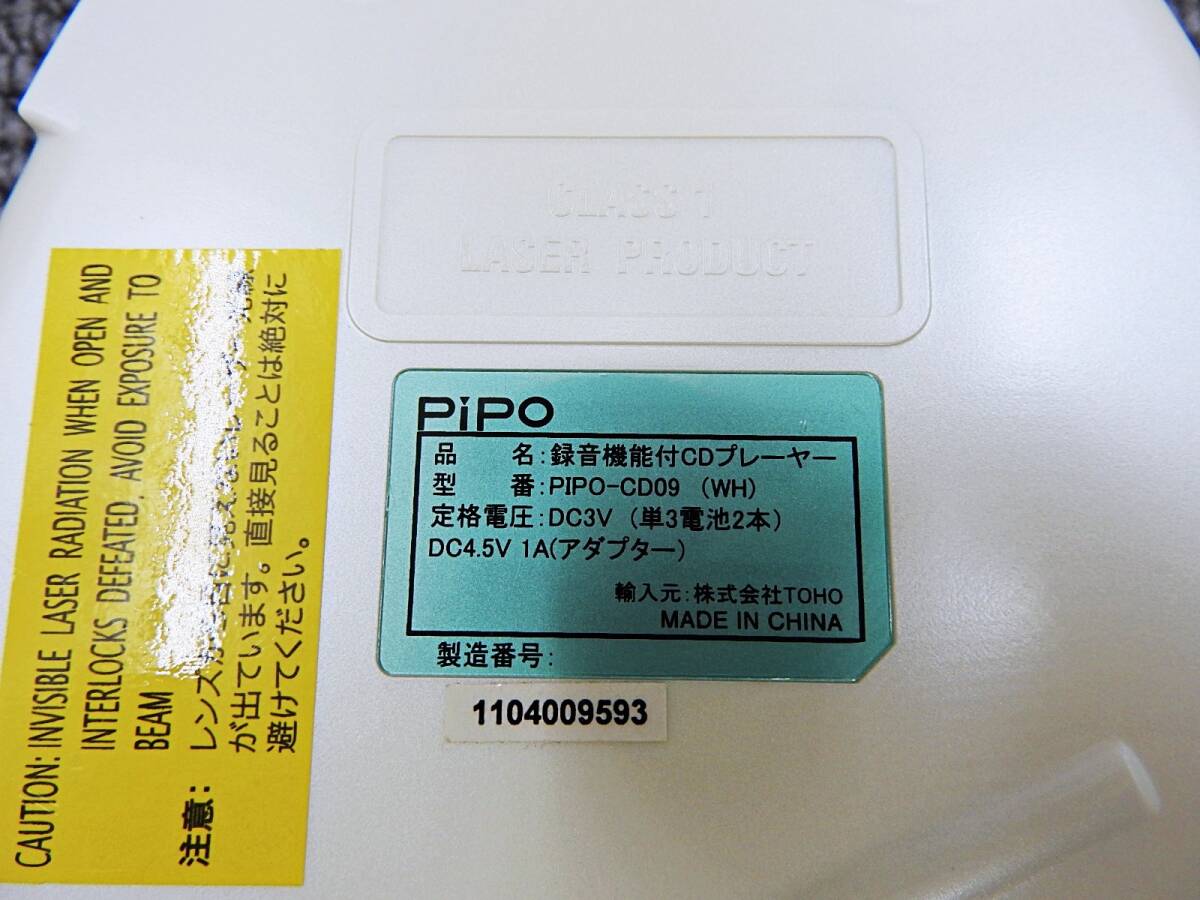 CLASS 1
LASER PRODUCT
CAUTION: INVISIBLE LASER RADIATION WHEN OPEN AND
INTERLOCKS DEFEATED, AVOID EXPOSURE TO
BEAM
注意: レンズか
が出ています。直接見ることは絶対に
避けてください。
PiPO
品 名:録音機能付CDプレーヤー
型 番:PIPO-CD09 (WH)
定格電圧:DC3V (単3電池2本)
DC4.5V 1A(アダプター)
輸入元:株式会社TOHO
MADE IN CHINA
製造番号:
1104009593